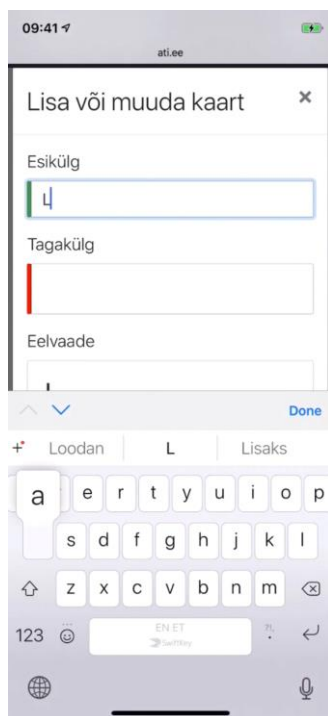 09:41
ati.ee
Lisa või muuda kaart ×
Esikülg
L
Tagakülg
Eelvaade
L
Done
Loodan L Lisaks
a e r t y u i o p
s d f g h j k l
z x c v b n m
123 EN ET
SwiftKey